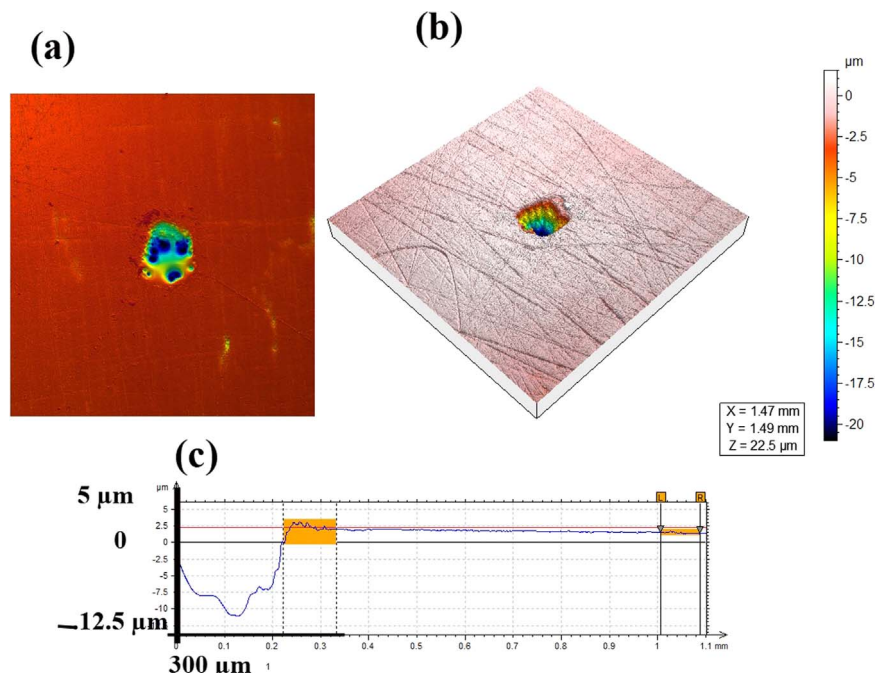 (a)
(b)
µm
0
-2.5
-5
-7.5
-10
-12.5
-15
-17.5
-20
X = 1.47 mm
Y = 1.49 mm
Z = 22.5 µm
(c)
5 µm
0
−12.5 µm
300 µm
µm
5
2.5
0
-2.5
-5
-7.5
-10
L
R
0
0.1
0.2
0.3
0.4
0.5
0.6
0.7
0.8
0.9
1
1.1 mm
1